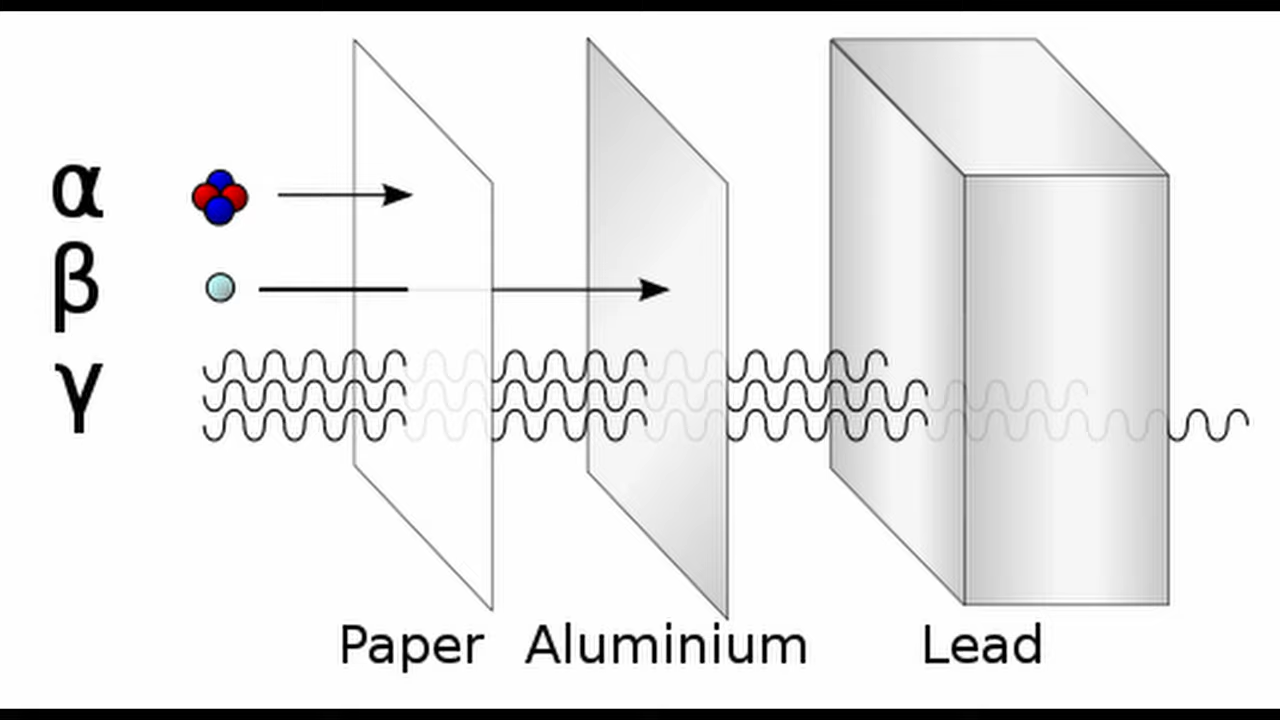 α
β
γ
Paper Aluminium Lead